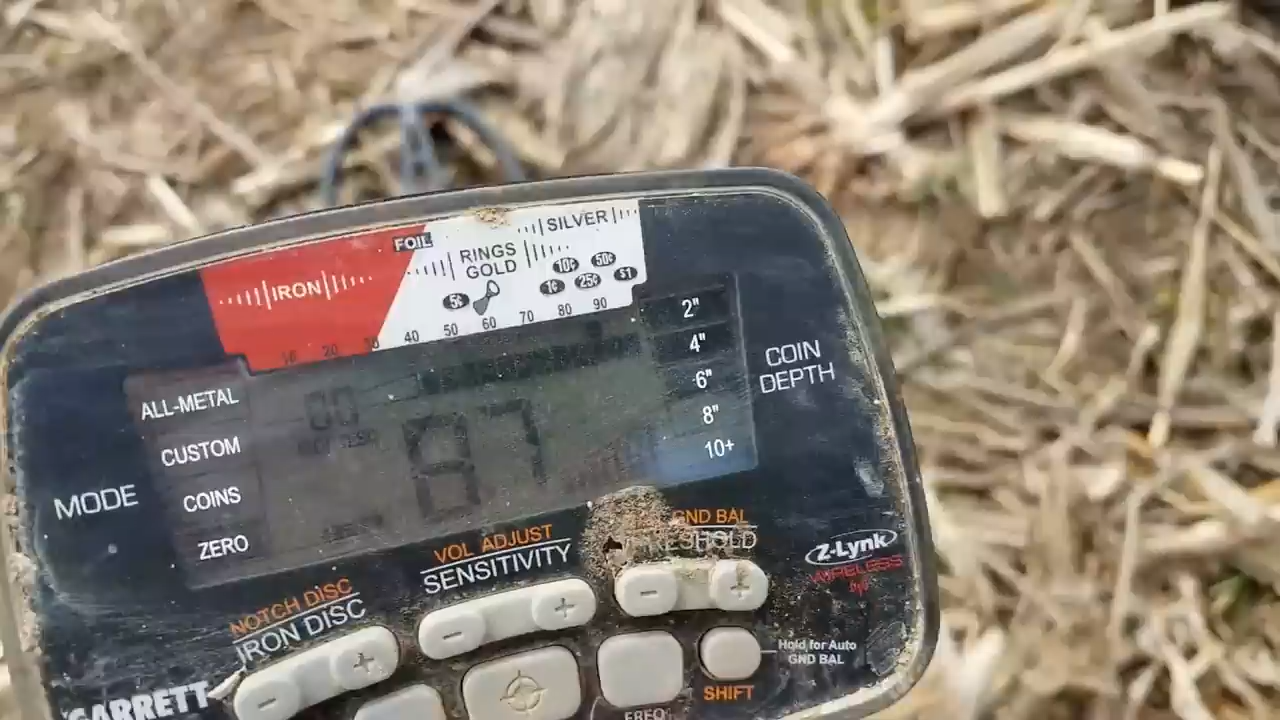 SILVER
FOIL
RINGS
GOLD
IRON
10¢ 50¢
5¢ 1¢ 25¢ $1
10 20 30 40 50 60 70 80 90
2"
4"
6"
8"
10+
COIN
DEPTH
ALL-METAL
CUSTOM
COINS
ZERO
MODE
00
87
VOL ADJUST
SENSITIVITY
GND BAL
NOTCH DISC
IRON DISC
Z-Lynk
WIRELESS
- +
- +
- +
Hold for Auto
GND BAL
SHIFT
GARRETT
FREQ